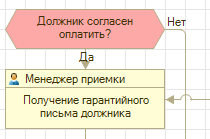 Должник согласен
оплатить?
Нет
Да
Менеджер приемки
Получение гарантийного
письма должника